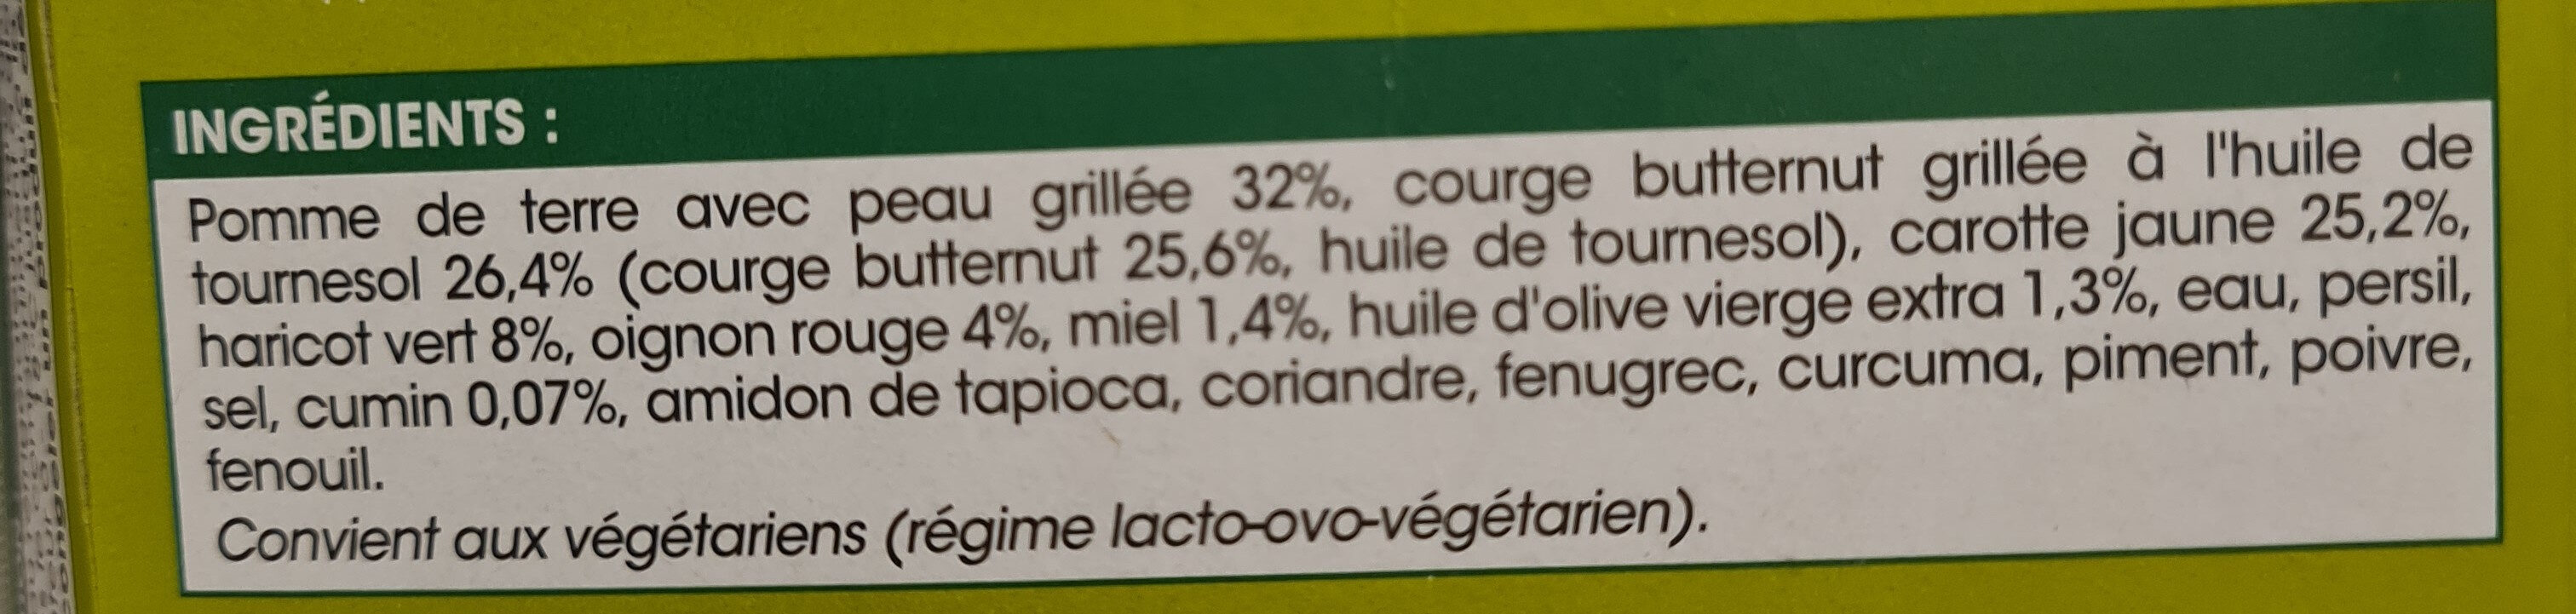 INGRÉDIENTS :
Pomme de terre avec peau grillée 32%, courge butternut grillée à l'huile de
tournesol 26,4% (courge butternut 25,6%, huile de tournesol), carotte jaune 25,2%,
haricot vert 8%, oignon rouge 4%, miel 1,4%, huile d'olive vierge extra 1,3%, eau, persil,
sel, cumin 0,07%, amidon de tapioca, coriandre, fenugrec, curcuma, piment, poivre,
fenouil.
Convient aux végétariens (régime lacto-ovo-végétarien).